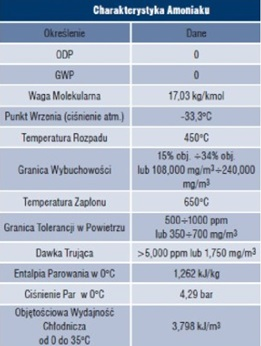 Charakterystyka Amoniaku
Określenie Dane
ODP 0
GWP 0
Waga Molekularna 17,03 kg/kmol
Punkt Wrzenia (ciśnienie atm.) -33,3°C
Temperatura Rozpadu 450°C
Granica Wybuchowości 15% obj. ÷34% obj.
lub 108,000 mg/m³÷240,000
mg/m³
Temperatura Zapłonu 650°C
Granica Tolerancji w Powietrzu 500÷1000 ppm
lub 350÷700 mg/m³
Dawka Trująca >5,000 ppm lub 1,750 mg/m³
Entalpia Parowania w 0°C 1,262 kJ/kg
Ciśnienie Par w 0°C 4,29 bar
Objętościowa Wydajność
Chłodnicza
od 0 do 35°C 3,798 kJ/m³